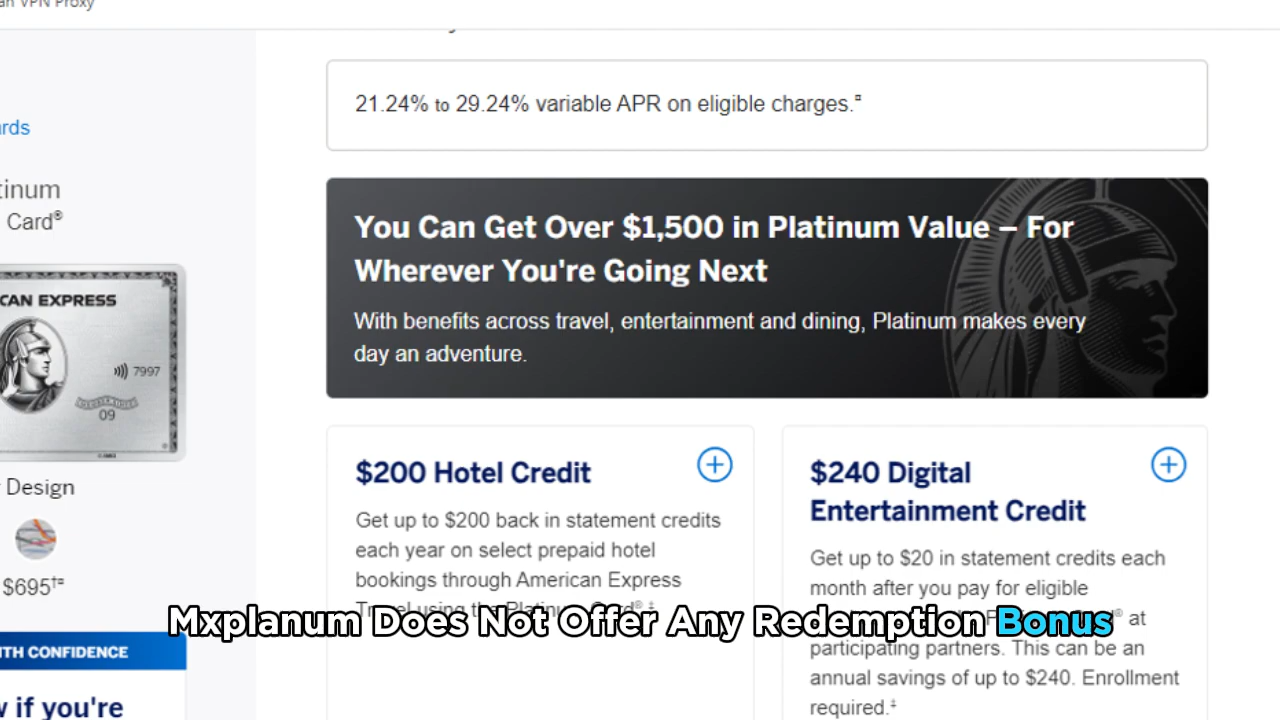 an VPN Proxy
21.24% to 29.24% variable APR on eligible charges.¤
rds
tinum
Card®
You Can Get Over $1,500 in Platinum Value – For
Wherever You're Going Next
With benefits across travel, entertainment and dining, Platinum makes every
day an adventure.
CAN EXPRESS
7997
09
Design
$695†¤
ITH CONFIDENCE
w if you're
$200 Hotel Credit
Get up to $200 back in statement credits
each year on select prepaid hotel
bookings through American Express
Travel using the Platinum Card® ‡
$240 Digital
Entertainment Credit
Get up to $20 in statement credits each
month after you pay for eligible
® at
participating partners. This can be an
annual savings of up to $240. Enrollment
required.‡
Mxplanum Does Not Offer Any Redemption Bonus